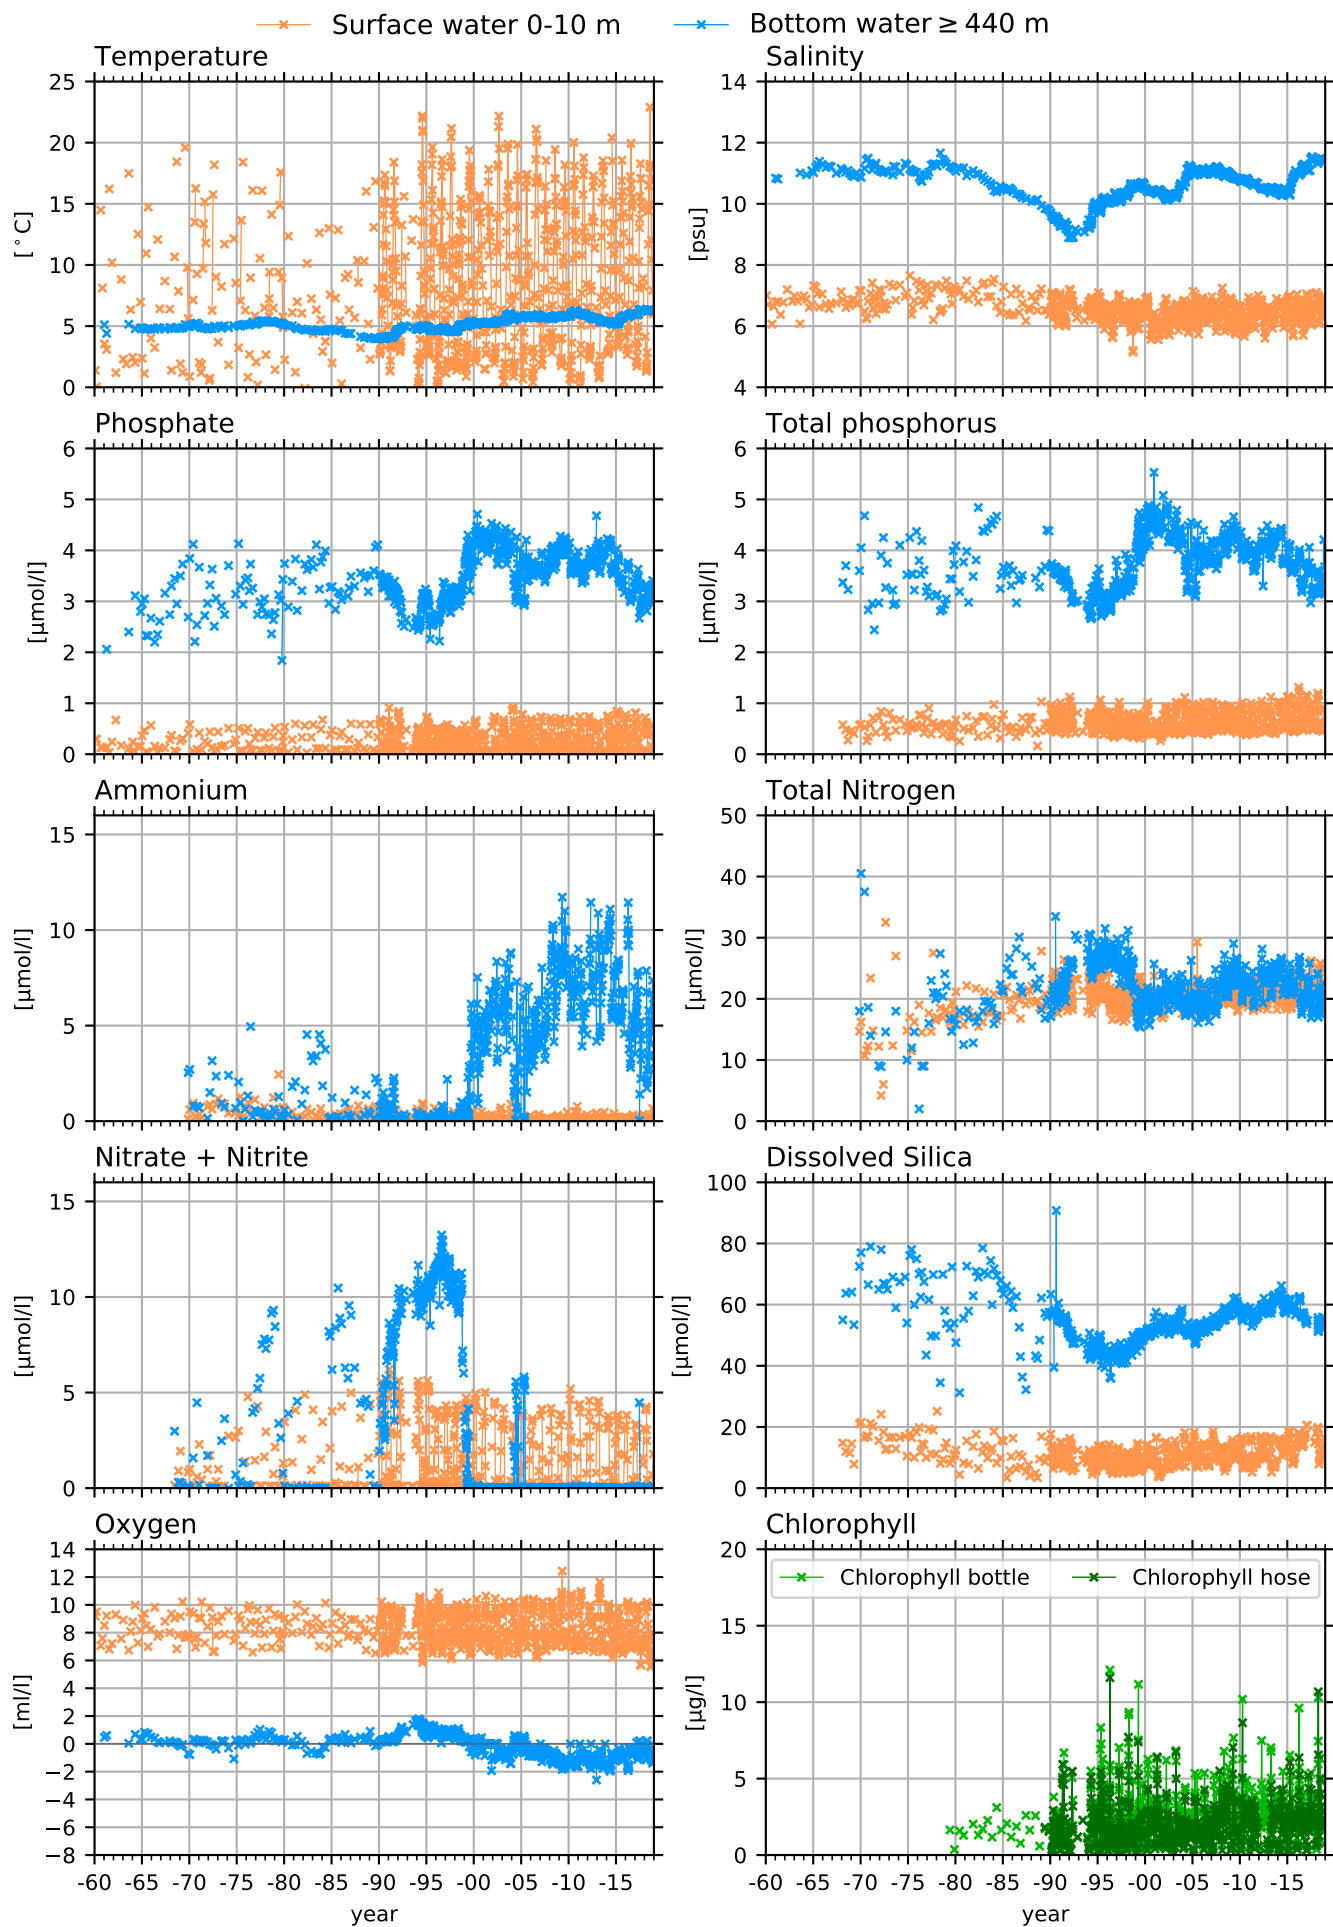 Surface water 0-10 m Bottom water ≥ 440 m
Temperature
25
20
15
10
5
0
[°C]
Salinity
14
12
10
8
6
4
[psu]
Phosphate
6
5
4
3
2
1
0
[µmol/l]
Total phosphorus
6
5
4
3
2
1
0
[µmol/l]
Ammonium
15
10
5
0
[µmol/l]
Total Nitrogen
50
40
30
20
10
0
[µmol/l]
Nitrate + Nitrite
15
10
5
0
[µmol/l]
Dissolved Silica
100
80
60
40
20
0
[µmol/l]
Oxygen
14
12
10
8
6
4
2
0
−2
−4
−6
−8
[ml/l]
-60 -65 -70 -75 -80 -85 -90 -95 -00 -05 -10 -15
year
Chlorophyll
Chlorophyll bottle Chlorophyll hose
20
15
10
5
0
[µg/l]
-60 -65 -70 -75 -80 -85 -90 -95 -00 -05 -10 -15
year